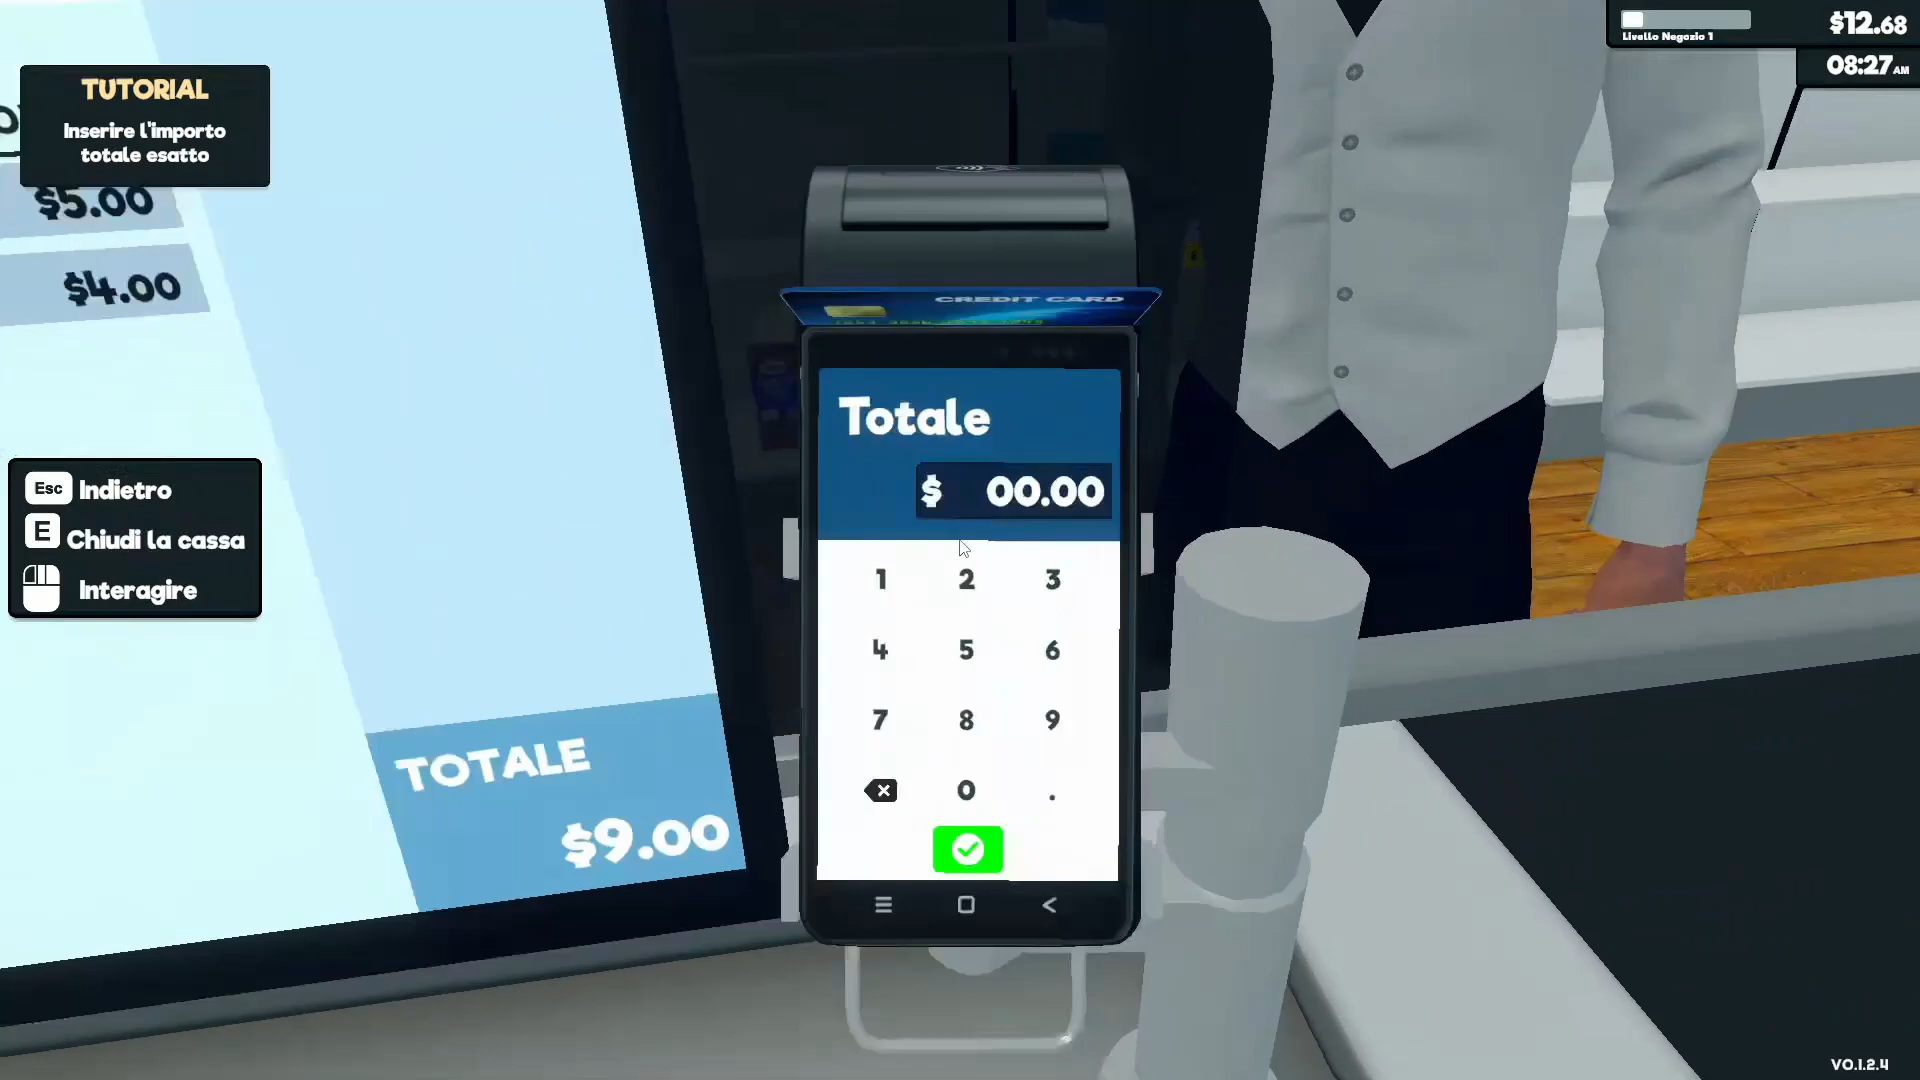 TUTORIAL
Inserire l'importo
totale esatto
$5.00
$4.00
Esc Indietro
E Chiudi la cassa
Interagire
TOTALE
$9.00
CREDIT CARD
Totale
$ 00.00
1 2 3
4 5 6
7 8 9
0 .
$12.68
Livello Negozio 1
08:27 AM
V0.1.2.4